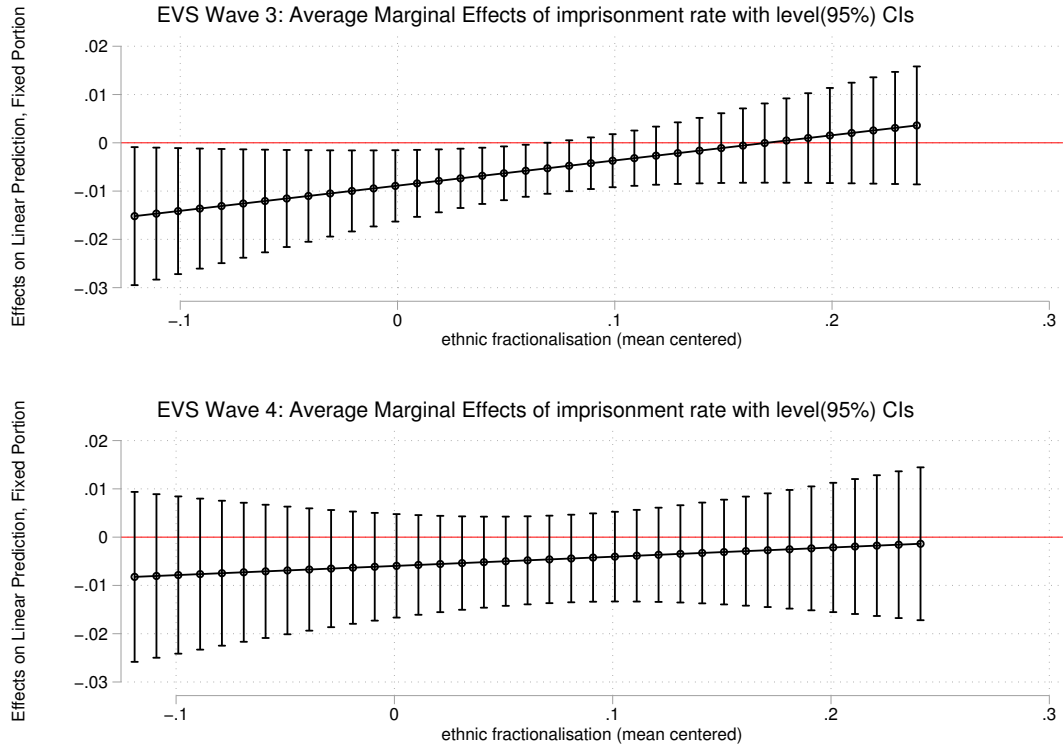 EVS Wave 3: Average Marginal Effects of imprisonment rate with level(95%) CIs
Effects on Linear Prediction, Fixed Portion
.02
.01
0
−.01
−.02
−.03
−.1 0 .1 .2 .3
ethnic fractionalisation (mean centered)
EVS Wave 4: Average Marginal Effects of imprisonment rate with level(95%) CIs
Effects on Linear Prediction, Fixed Portion
.02
.01
0
−.01
−.02
−.03
−.1 0 .1 .2 .3
ethnic fractionalisation (mean centered)